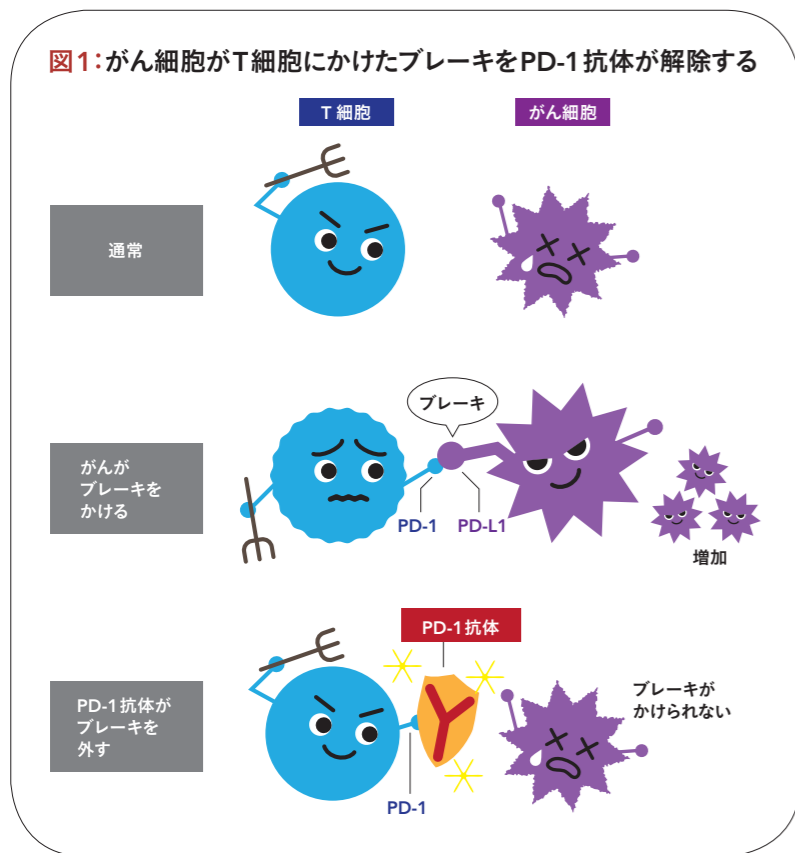 図1:がん細胞がT細胞にかけたブレーキをPD-1抗体が解除する
T 細胞
がん細胞
通常
ブレーキ
がんが
ブレーキを
かける
PD-1
PD-L1
増加
PD-1抗体
PD-1抗体が
ブレーキを
外す
ブレーキが
かけられない
PD-1